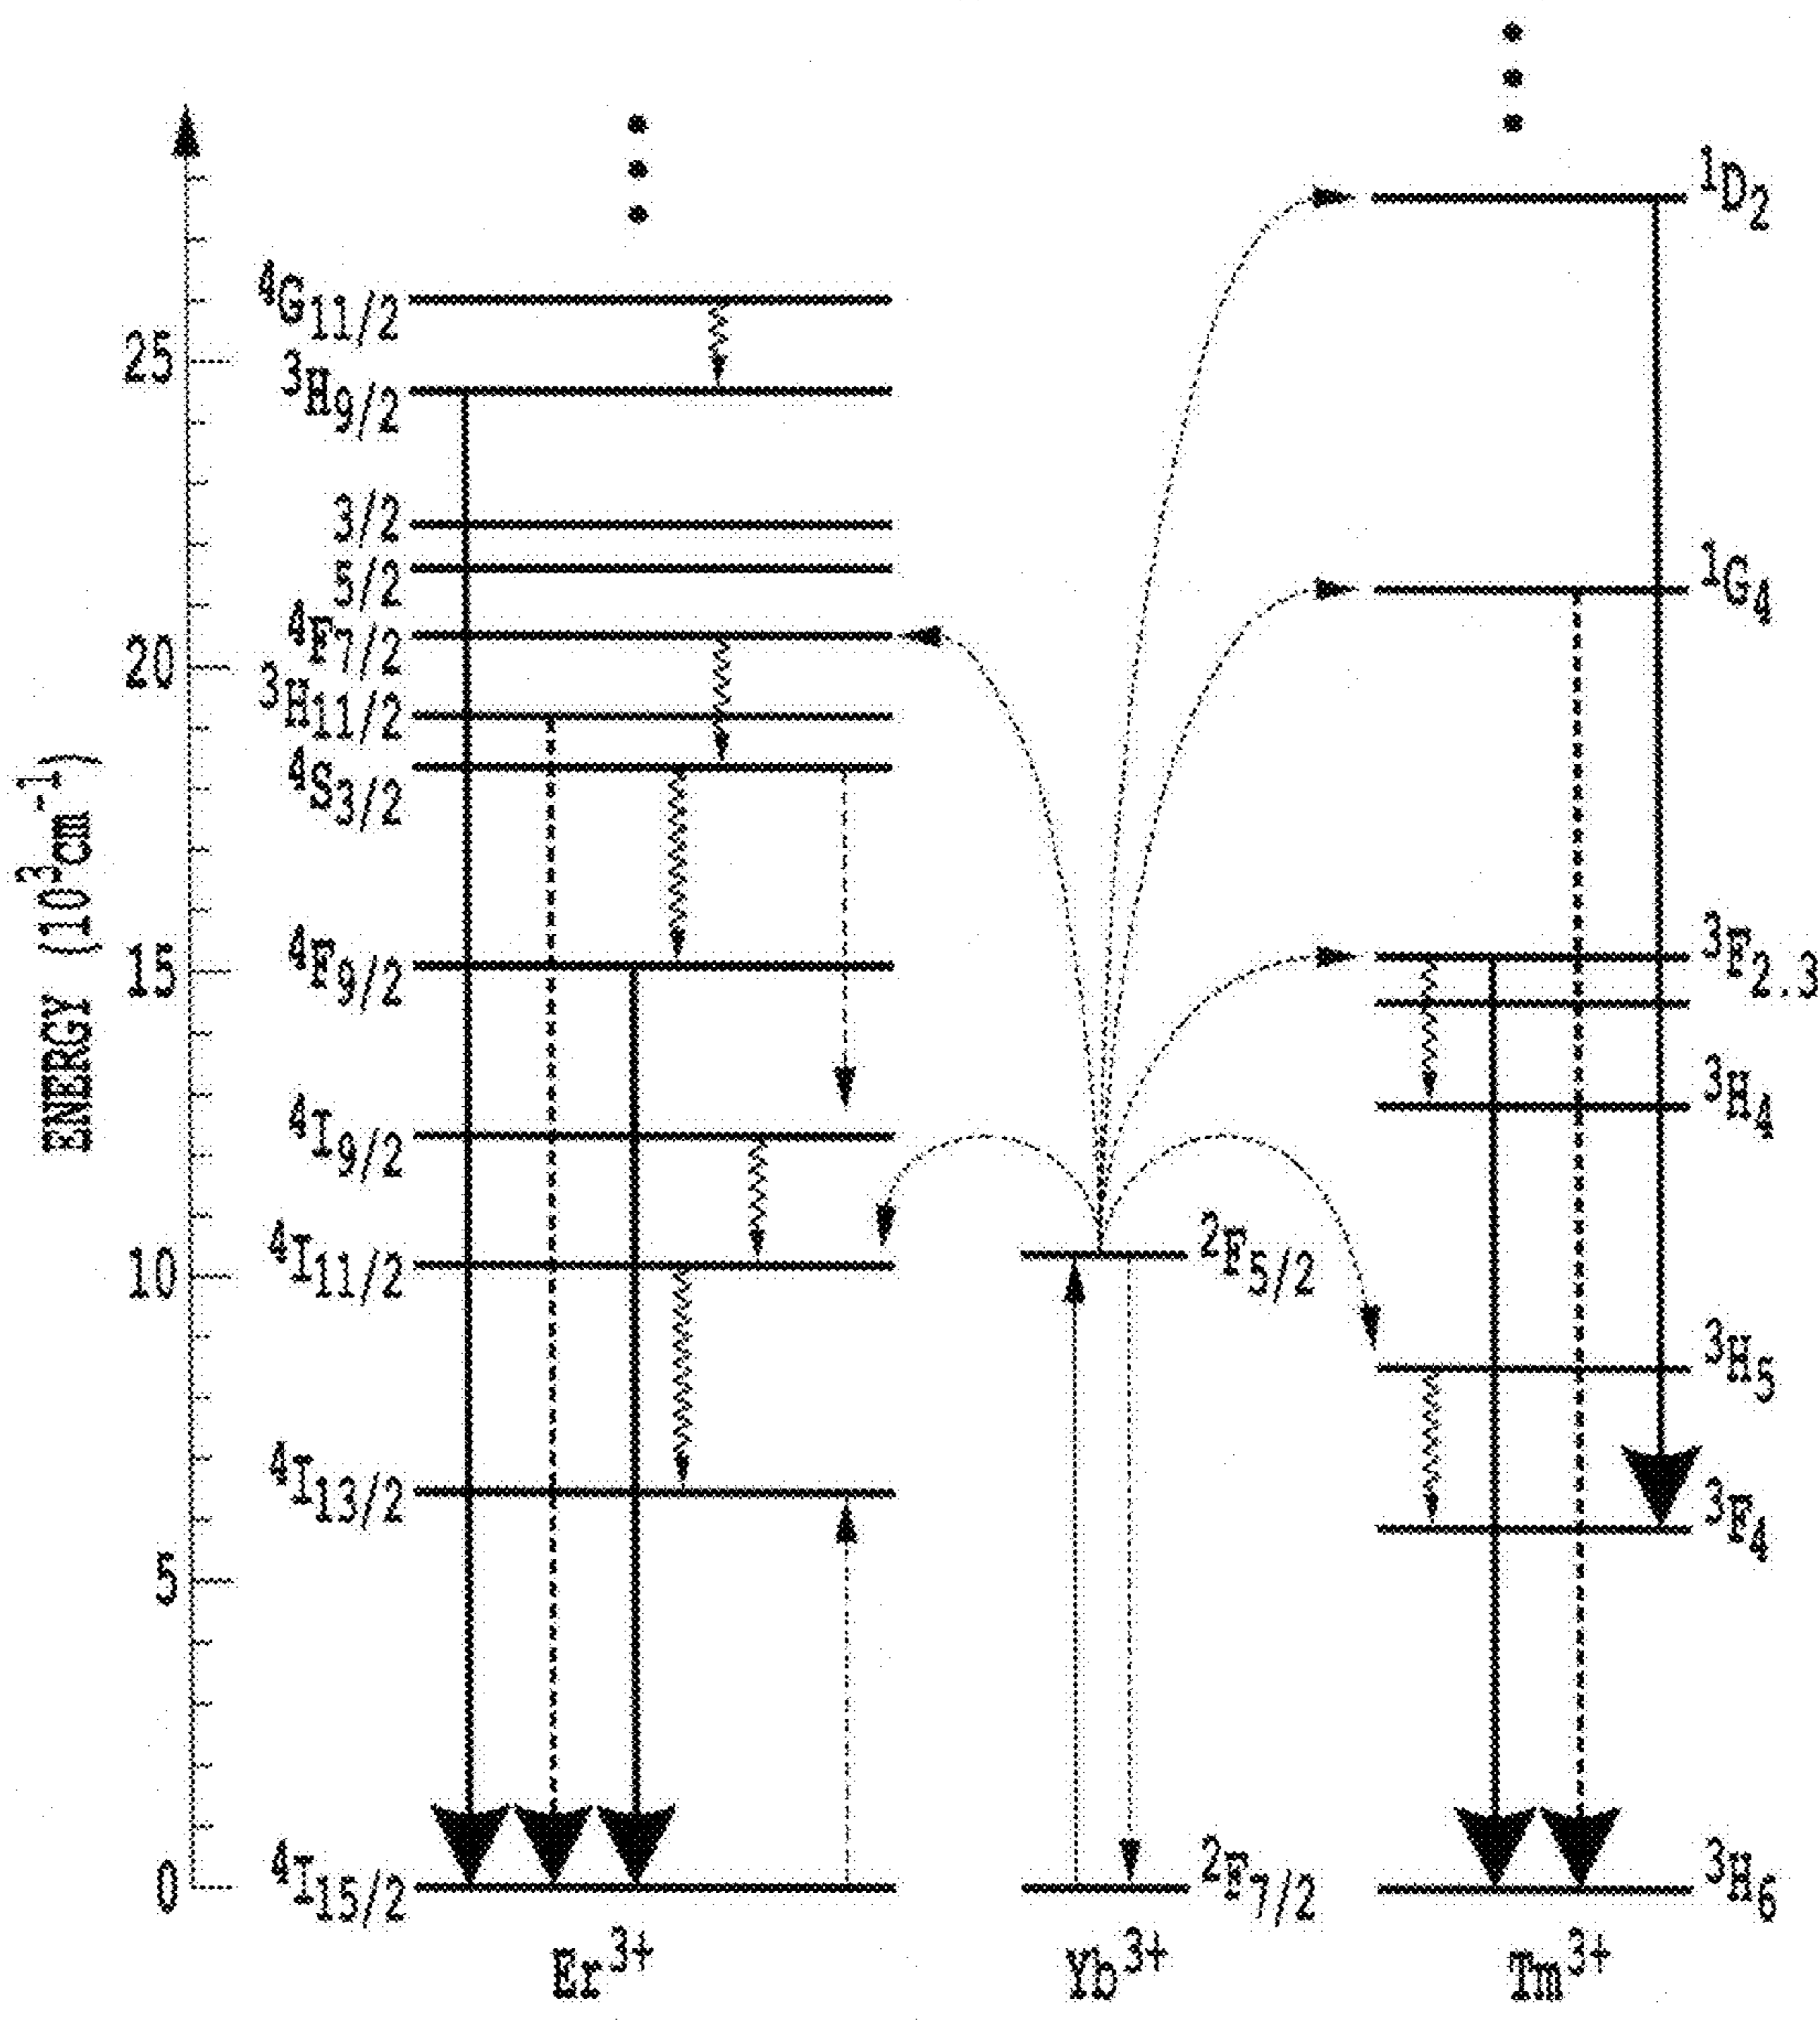 ENERGY (10³cm⁻¹)
25
20
15
10
5
0
⁴G₁₁/₂
³H₉/₂
3/2
5/2
⁴F₇/₂
³H₁₁/₂
⁴S₃/₂
⁴F₉/₂
⁴I₉/₂
⁴I₁₁/₂
⁴I₁₃/₂
⁴I₁₅/₂
Er³⁺
²F₅/₂
²F₇/₂
Yb³⁺
¹D₂
¹G₄
³F₂.₃
³H₄
³H₅
³F₄
³H₆
Tm³⁺